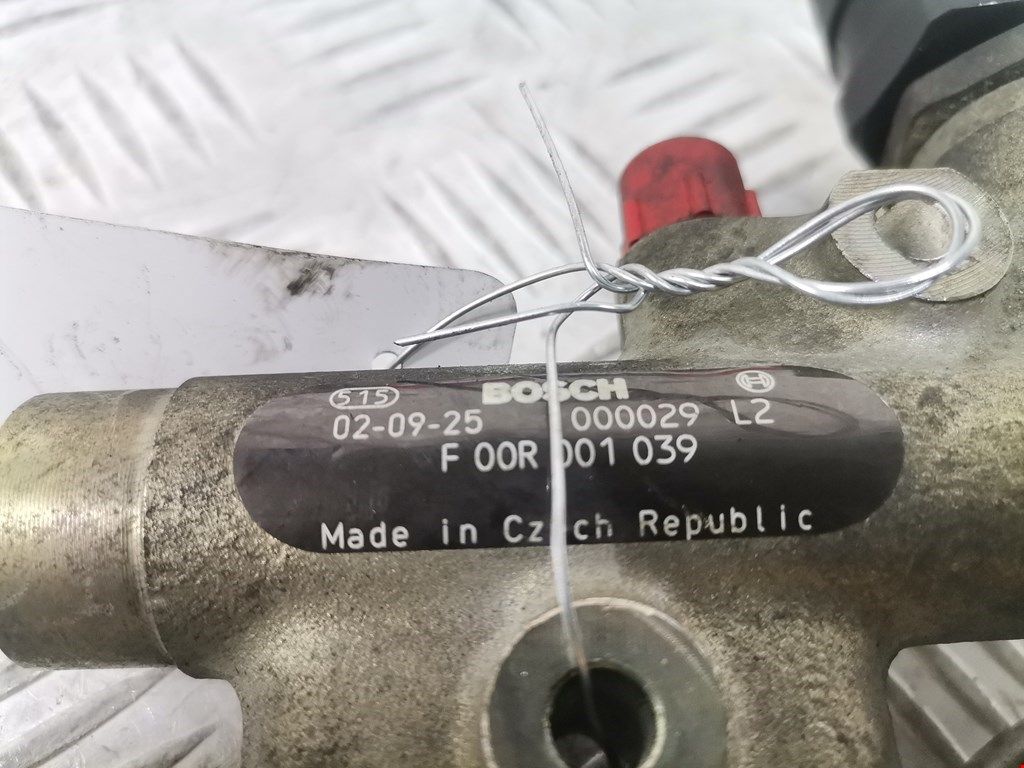 515 BOSCH
02-09-25 000029 L2
F 00R 001 039
Made in Czech Republic